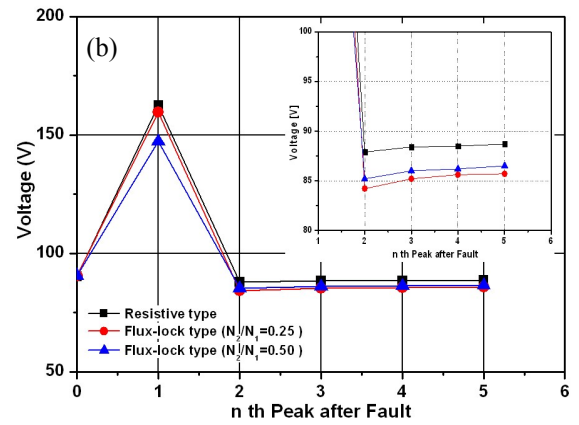 (b)
200
150
100
50
Voltage (V)
0 1 2 3 4 5 6
n th Peak after Fault
Resistive type
Flux-lock type (N2/N1=0.25 )
Flux-lock type (N2/N1=0.50 )
100
95
90
85
80
Voltage [V]
1 2 3 4 5 6
n th Peak after Fault